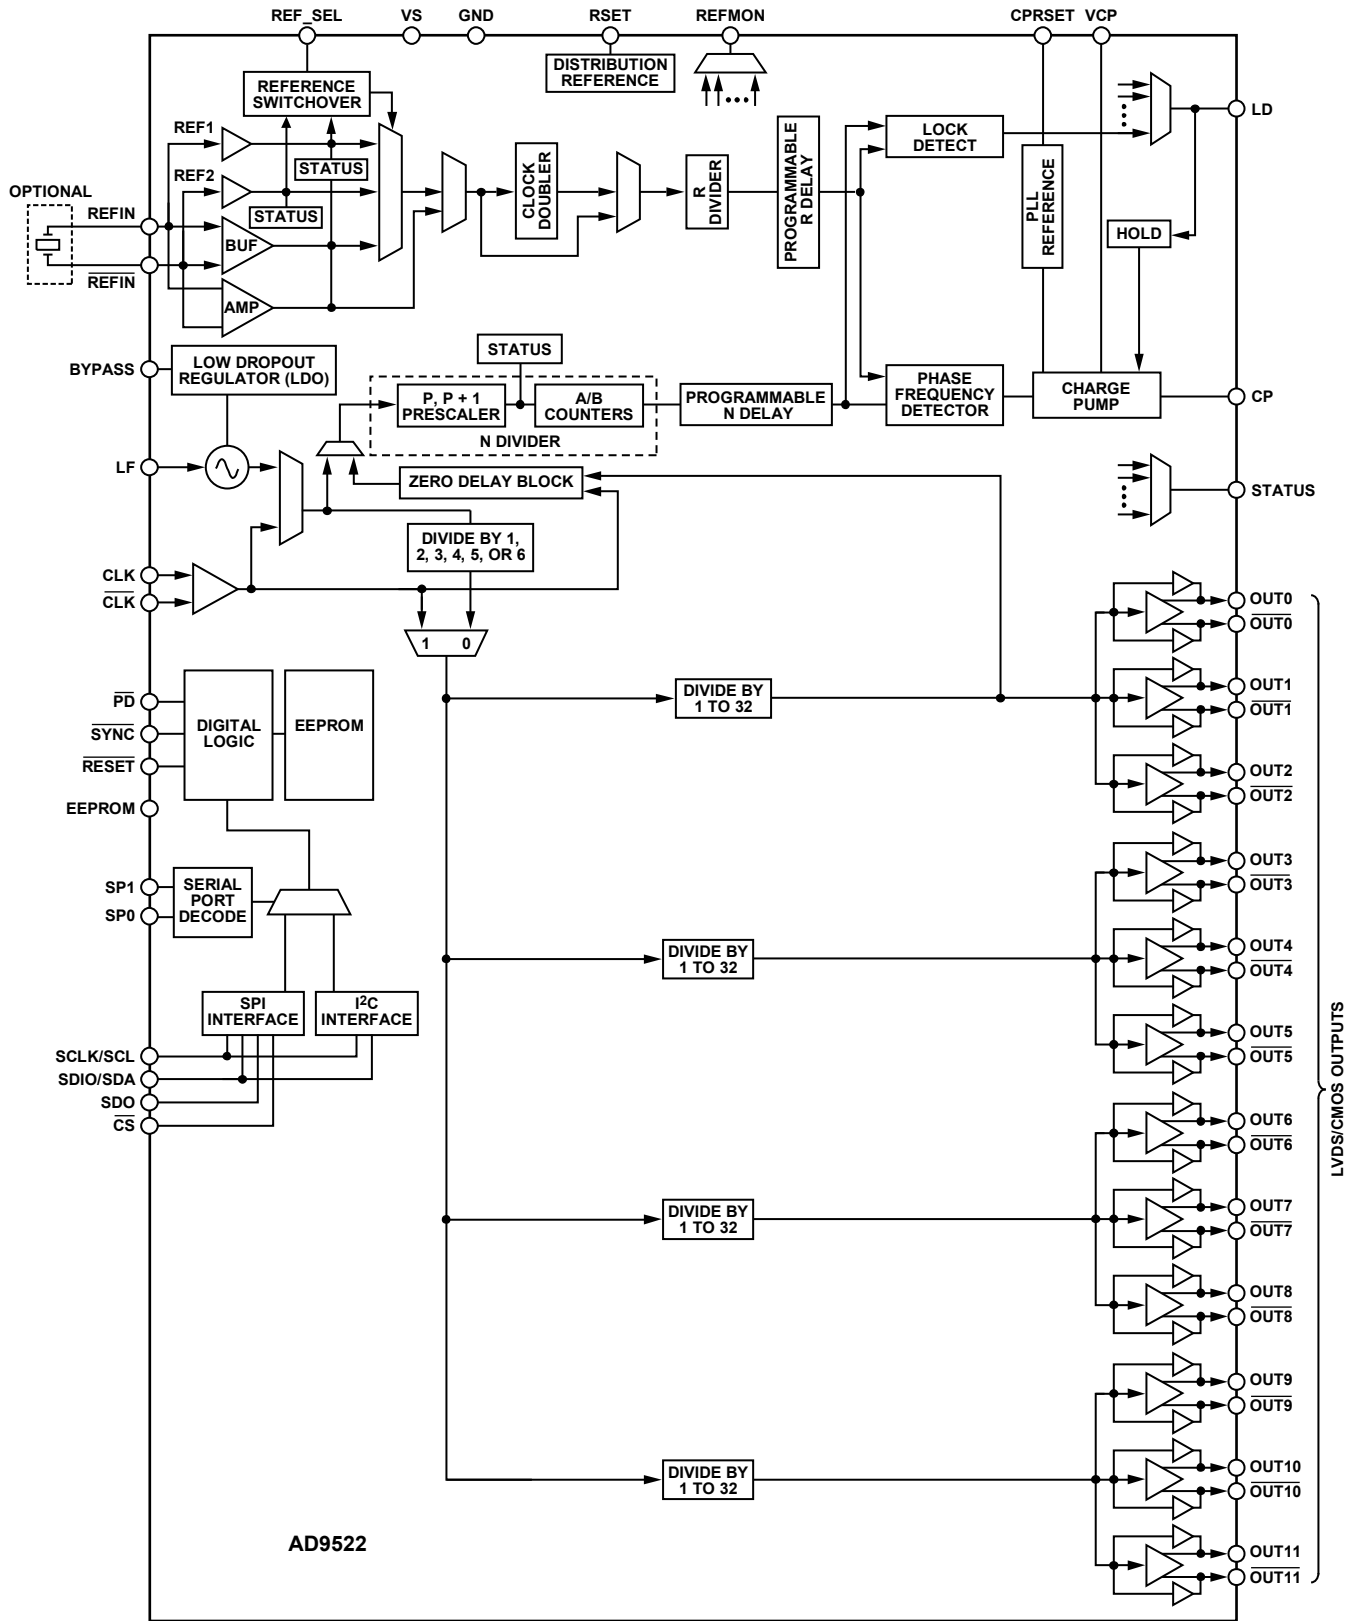 REF_SEL
VS
GND
RSET
REFMON
CPRSET
VCP
DISTRIBUTION
REFERENCE
REFERENCE
SWITCHOVER
REF1
STATUS
REF2
STATUS
OPTIONAL
REFIN
REFIN
BUF
AMP
CLOCK
DOUBLER
R
DIVIDER
PROGRAMMABLE
R DELAY
LOCK
DETECT
LD
PLL
REFERENCE
HOLD
BYPASS
LOW DROPOUT
REGULATOR (LDO)
STATUS
P, P + 1
PRESCALER
A/B
COUNTERS
N DIVIDER
PROGRAMMABLE
N DELAY
PHASE
FREQUENCY
DETECTOR
CHARGE
PUMP
CP
LF
ZERO DELAY BLOCK
STATUS
DIVIDE BY 1,
2, 3, 4, 5, OR 6
CLK
CLK
1 0
OUT0
OUT0
PD
SYNC
RESET
EEPROM
DIGITAL
LOGIC
EEPROM
DIVIDE BY
1 TO 32
OUT1
OUT1
OUT2
OUT2
SP1
SP0
SERIAL
PORT
DECODE
OUT3
OUT3
DIVIDE BY
1 TO 32
OUT4
OUT4
SPI
INTERFACE
I2C
INTERFACE
OUT5
OUT5
SCLK/SCL
SDIO/SDA
SDO
CS
LVDS/CMOS OUTPUTS
OUT6
OUT6
DIVIDE BY
1 TO 32
OUT7
OUT7
OUT8
OUT8
OUT9
OUT9
DIVIDE BY
1 TO 32
OUT10
OUT10
AD9522
OUT11
OUT11